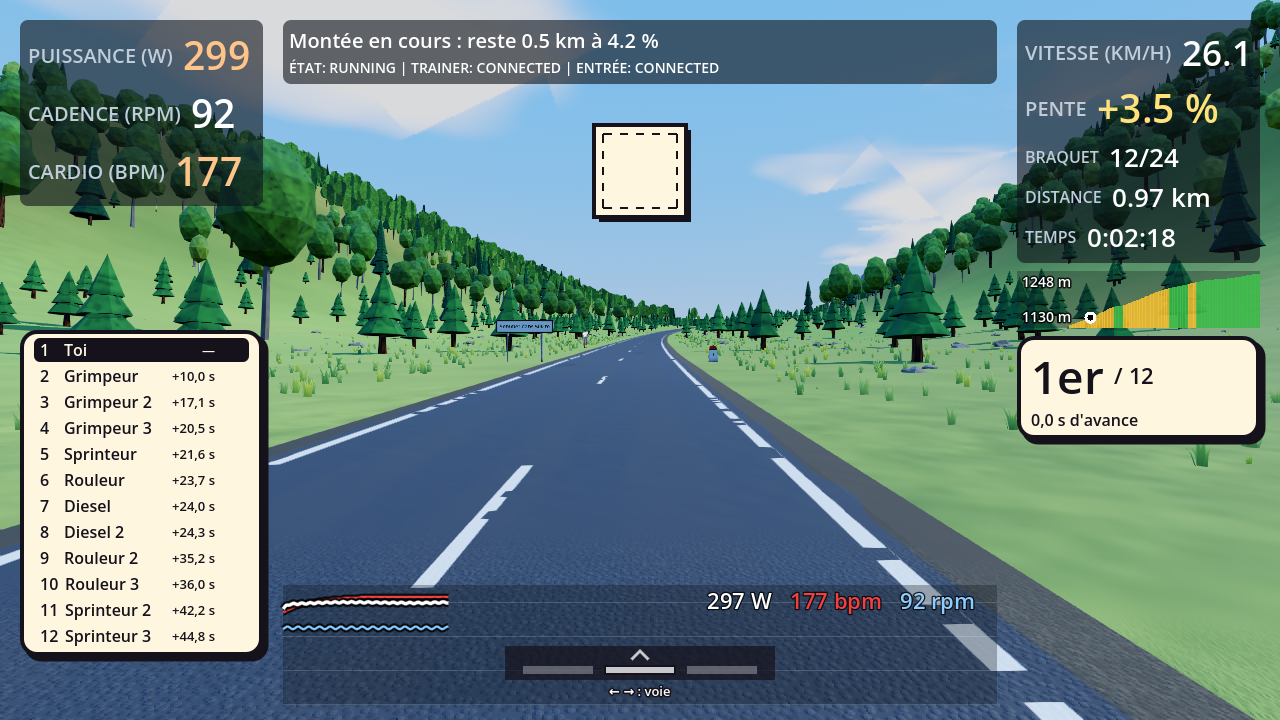 PUISSANCE (W) 299
CADENCE (RPM) 92
CARDIO (BPM) 177
Montée en cours : reste 0.5 km à 4.2 %
ÉTAT: RUNNING | TRAINER: CONNECTED | ENTRÉE: CONNECTED
VITESSE (KM/H) 26.1
PENTE +3.5 %
BRAQUET 12/24
DISTANCE 0.97 km
TEMPS 0:02:18
1248 m
1130 m
1er / 12
0,0 s d'avance
1 Toi —
2 Grimpeur +10,0 s
3 Grimpeur 2 +17,1 s
4 Grimpeur 3 +20,5 s
5 Sprinteur +21,6 s
6 Rouleur +23,7 s
7 Diesel +24,0 s
8 Diesel 2 +24,3 s
9 Rouleur 2 +35,2 s
10 Rouleur 3 +36,0 s
11 Sprinteur 2 +42,2 s
12 Sprinteur 3 +44,8 s
297 W 177 bpm 92 rpm
← → : voie